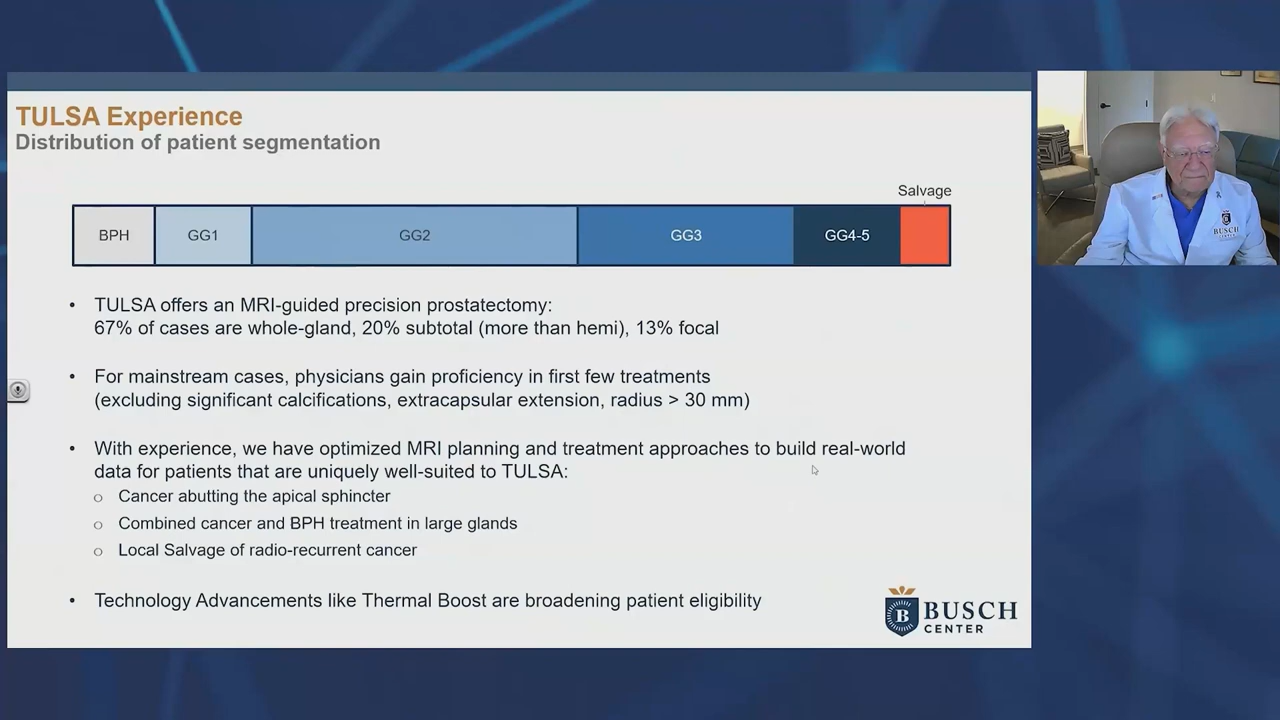 TULSA Experience
Distribution of patient segmentation
Salvage
BPH
GG1
GG2
GG3
GG4-5
• TULSA offers an MRI-guided precision prostatectomy:
67% of cases are whole-gland, 20% subtotal (more than hemi), 13% focal
• For mainstream cases, physicians gain proficiency in first few treatments
(excluding significant calcifications, extracapsular extension, radius > 30 mm)
• With experience, we have optimized MRI planning and treatment approaches to build real-world
data for patients that are uniquely well-suited to TULSA:
o Cancer abutting the apical sphincter
o Combined cancer and BPH treatment in large glands
o Local Salvage of radio-recurrent cancer
• Technology Advancements like Thermal Boost are broadening patient eligibility
B
BUSCH
CENTER
BUSCH